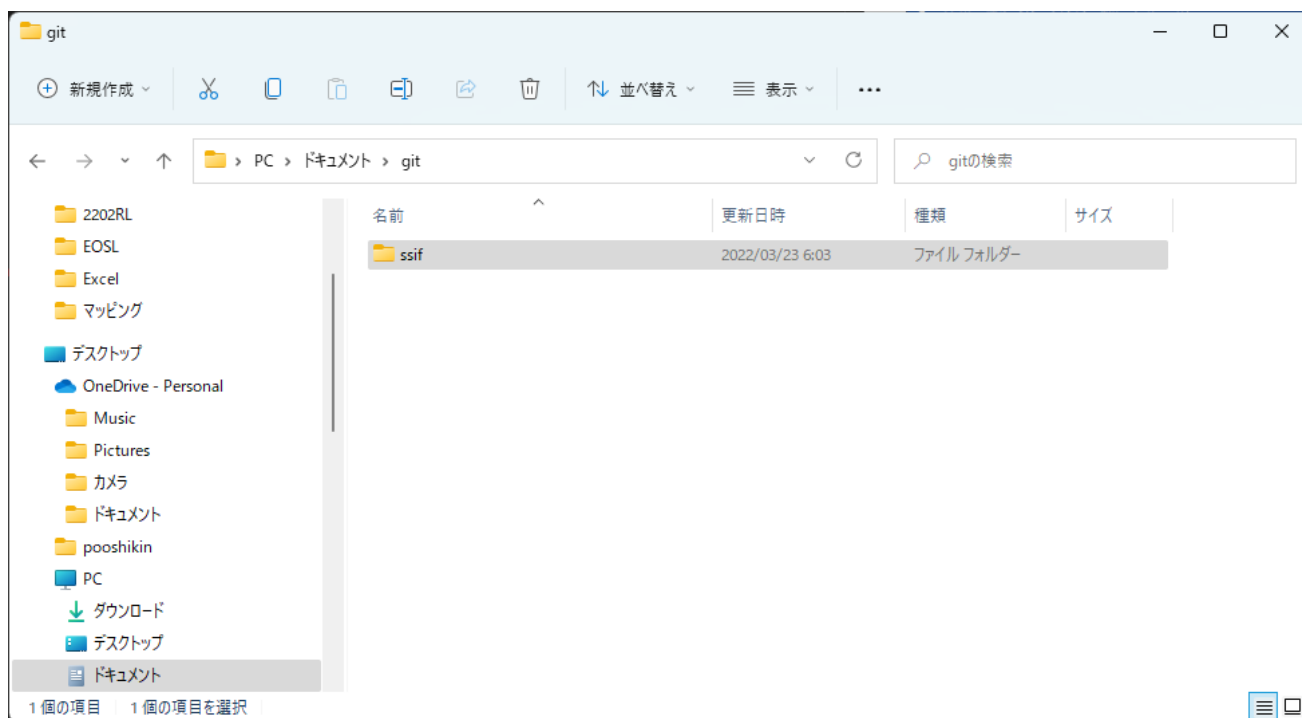 git
新規作成 並べ替え 表示
PC › ドキュメント › git gitの検索
2202RL
EOSL
Excel
マッピング
デスクトップ
OneDrive - Personal
Music
Pictures
カメラ
ドキュメント
pooshikin
PC
ダウンロード
デスクトップ
ドキュメント
名前 更新日時 種類 サイズ
ssif 2022/03/23 6:03 ファイル フォルダー
1 個の項目 1 個の項目を選択